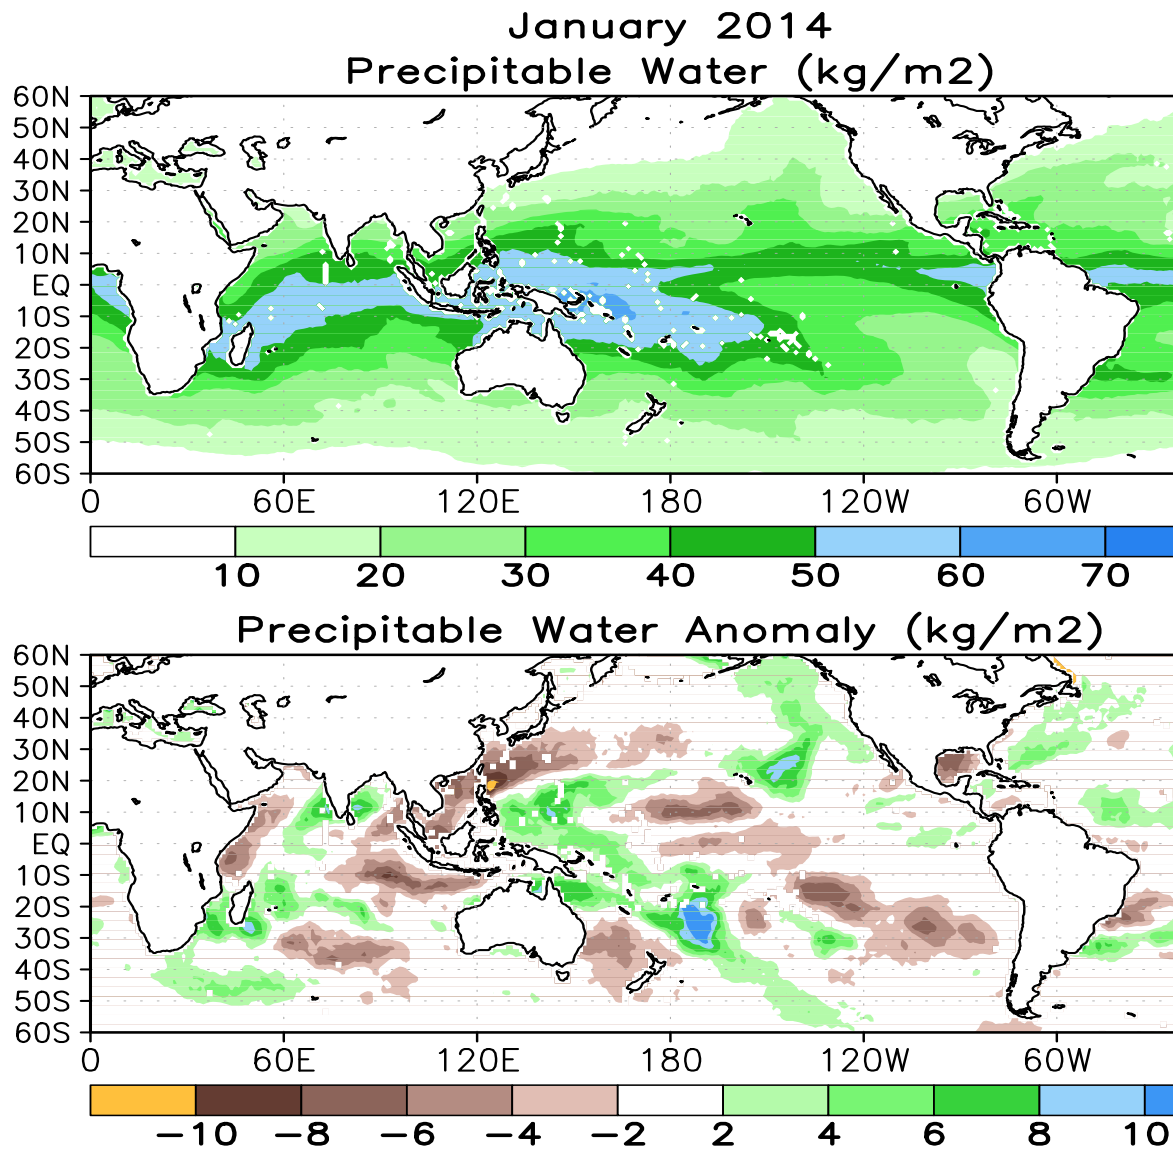 January 2014
Precipitable Water (kg/m2)
60N
50N
40N
30N
20N
10N
EQ
10S
20S
30S
40S
50S
60S
0 60E 120E 180 120W 60W
10 20 30 40 50 60 70
Precipitable Water Anomaly (kg/m2)
60N
50N
40N
30N
20N
10N
EQ
10S
20S
30S
40S
50S
60S
0 60E 120E 180 120W 60W
−10 −8 −6 −4 −2 2 4 6 8 10